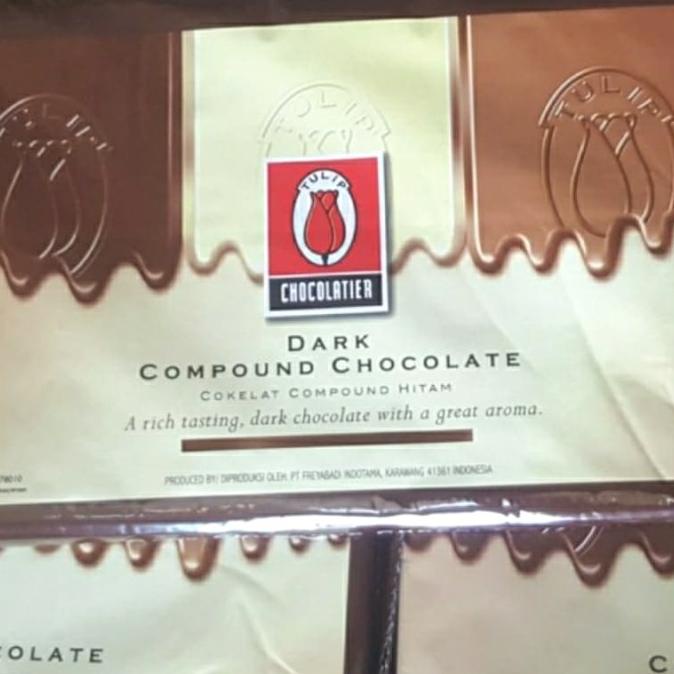 TULIP
TULIP
TULIP
TULIP
CHOCOLATIER
DARK
COMPOUND CHOCOLATE
COKELAT COMPOUND HITAM
A rich tasting, dark chocolate with a great aroma.
PRODUCED BY/ DIPRODUKSI OLEH: PT FREYABADI INDOTAMA, KARAWANG 41361 INDONESIA
OLATE
C